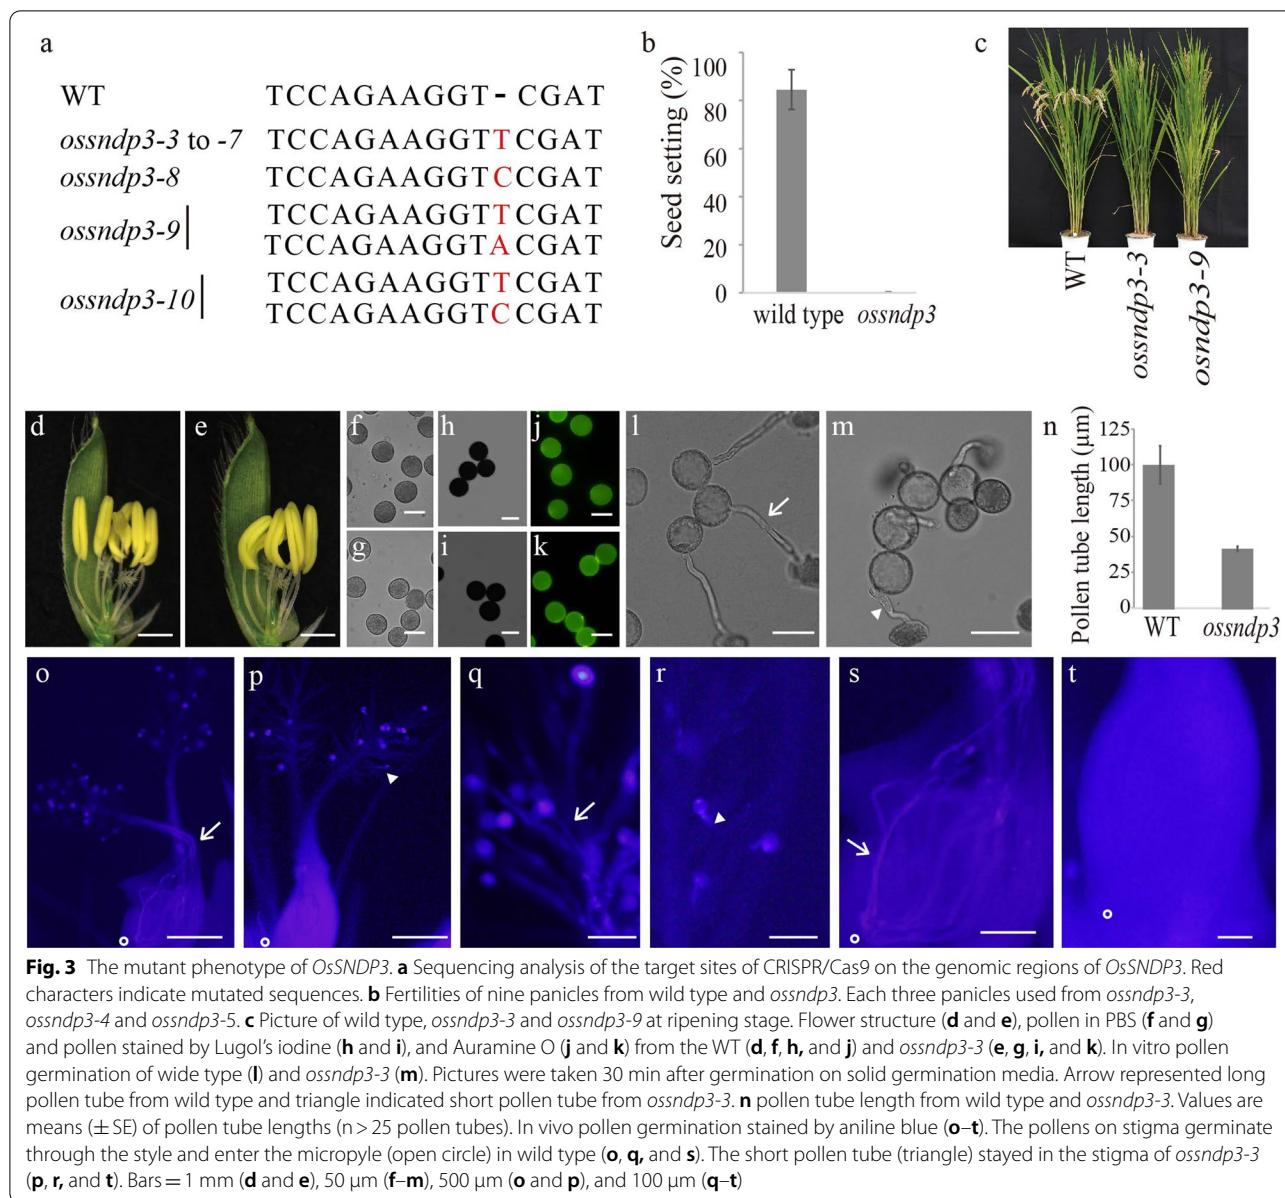 a
WT TCCAGAAGGT- CGAT
ossndp3-3 to -7 TCCAGAAGGTTCGAT
ossndp3-8 TCCAGAAGGTCCGAT
ossndp3-9
TCCAGAAGGTTCGAT
TCCAGAAGGTACGAT
ossndp3-10
TCCAGAAGGTTCGAT
TCCAGAAGGTCCGAT
b
Seed setting (%)
100
80
60
40
20
0
wild type ossndp3
c
WT
ossndp3-3
osndp3-9
d
e
f
g
h
i
j
k
l
m
n
Pollen tube length (µm)
125
100
75
50
25
0
WT ossndp3
o
p
q
r
s
t
Fig. 3 The mutant phenotype of OsSNDP3. a Sequencing analysis of the target sites of CRISPR/Cas9 on the genomic regions of OsSNDP3. Red
characters indicate mutated sequences. b Fertilities of nine panicles from wild type and ossndp3. Each three panicles used from ossndp3-3,
ossndp3-4 and ossndp3-5. c Picture of wild type, ossndp3-3 and ossndp3-9 at ripening stage. Flower structure (d and e), pollen in PBS (f and g)
and pollen stained by Lugol's iodine (h and i), and Auramine O (j and k) from the WT (d, f, h, and j) and ossndp3-3 (e, g, i, and k). In vitro pollen
germination of wide type (l) and ossndp3-3 (m). Pictures were taken 30 min after germination on solid germination media. Arrow represented long
pollen tube from wild type and triangle indicated short pollen tube from ossndp3-3. n pollen tube length from wild type and ossndp3-3. Values are
means (± SE) of pollen tube lengths (n > 25 pollen tubes). In vivo pollen germination stained by aniline blue (o–t). The pollens on stigma germinate
through the style and enter the micropyle (open circle) in wild type (o, q, and s). The short pollen tube (triangle) stayed in the stigma of ossndp3-3
(p, r, and t). Bars = 1 mm (d and e), 50 µm (f–m), 500 µm (o and p), and 100 µm (q–t)